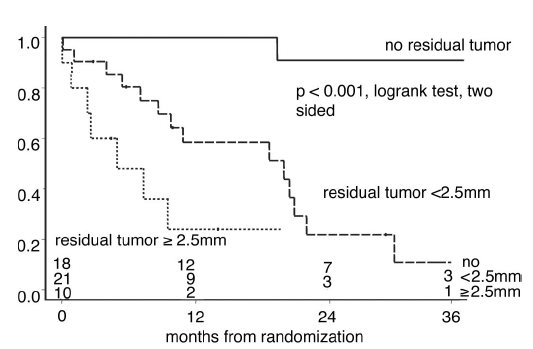 1.0
no residual tumor
0.8
p < 0.001, logrank test, two
sided
0.6
0.4
residual tumor <2.5mm
0.2
residual tumor ≥ 2.5mm
18 12 7 3 no
21 9 3 1 <2.5mm
10 2 ≥2.5mm
0.0
0 12 24 36
months from randomization